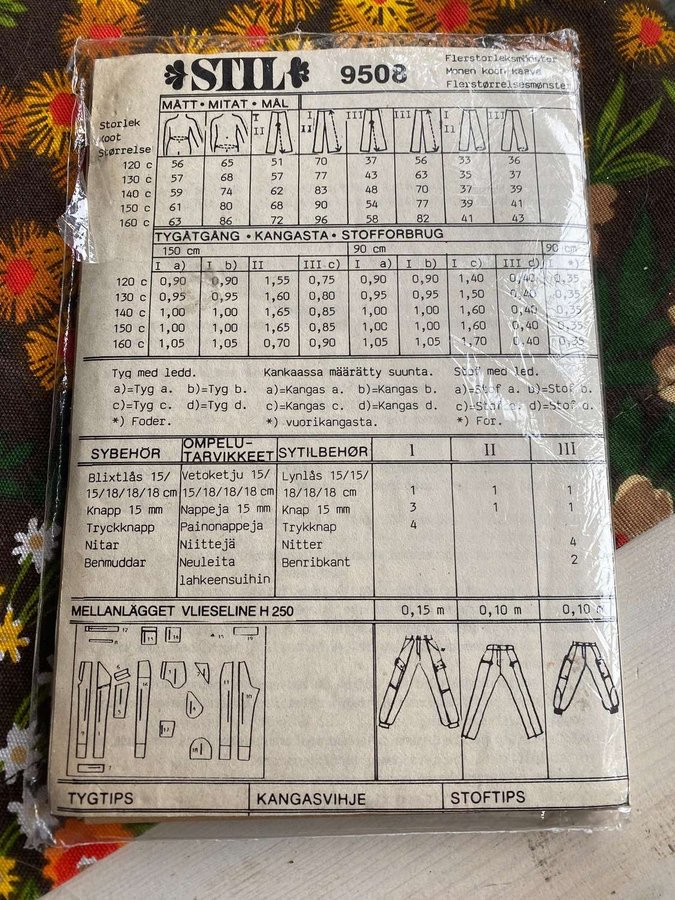 STIL 9508
Flerstorleksmönster
Monen koon kaava
Flerstørrelsesmønster
MÅTT • MITAT • MÅL
Storlek
Koot
Størrelse
I II I II III III I II III
120 c 56 65 51 70 37 56 33 36
130 c 57 68 57 77 43 63 35 37
140 c 59 74 62 83 48 70 37 39
150 c 61 80 68 90 54 77 39 41
160 c 63 86 72 96 58 82 41 43
TYGÅTGÅNG • KANGASTA • STOFFORBRUG
150 cm 90 cm 90 cm
I a) I b) II III c) I a) I b) I c) III d) I *)
120 c 0,90 0,90 1,55 0,75 0,90 0,90 1,40 0,40 0,35
130 c 0,95 0,95 1,60 0,80 0,95 0,95 1,50 0,40 0,35
140 c 1,00 1,00 1,65 0,85 1,00 1,00 1,60 0,40 0,35
150 c 1,00 1,00 1,65 0,85 1,00 1,00 1,60 0,40 0,35
160 c 1,05 1,05 0,70 0,90 1,05 1,05 1,70 0,40 0,35
Tyg med ledd. Kankaassa määrätty suunta. Stof med led.
a)=Tyg a. b)=Tyg b. a)=Kangas a. b)=Kangas b. a)=Stof a. b)=Stof b.
c)=Tyg c. d)=Tyg d. c)=Kangas c. d)=Kangas d. c)=Stof c. d)=Stof d.
*) Foder. *) vuorikangasta. *) For.
SYBEHÖR OMPELU-TARVIKKEET SYTILBEHØR I II III
Blixtlås 15/ Vetoketju 15/ Lynlås 15/15/
15/18/18/18 cm 15/18/18/18 cm 18/18/18 cm 1 1 1
Knapp 15 mm Nappeja 15 mm Knap 15 mm 3 1 1
Tryckknapp Painonappeja Trykknap 4
Nitar Niittejä Nitter 4
Benmuddar Neuleita Benribkant 2
lahkeensuihin
MELLANLÄGGET VLIESELINE H 250 0,15 m 0,10 m 0,10 m
TYGTIPS KANGASVIHJE STOFTIPS